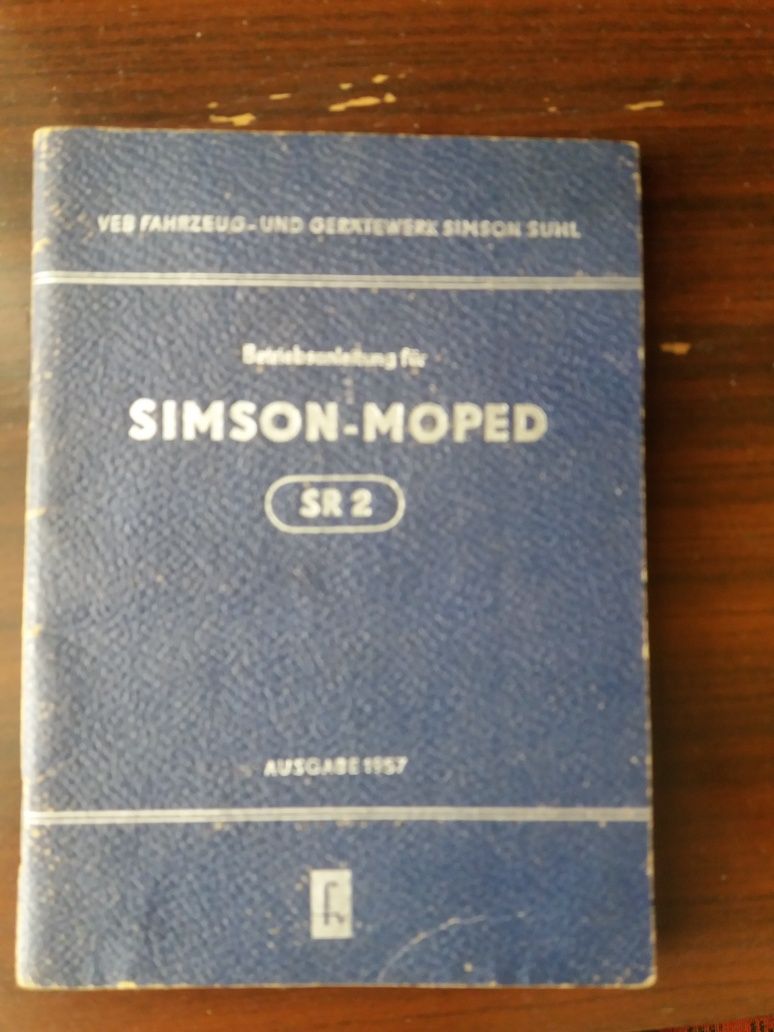 VEB FAHRZEUG- UND GERÄTEWERK SIMSON SUHL
Betriebsanleitung für
SIMSON-MOPED
SR 2
AUSGABE 1957